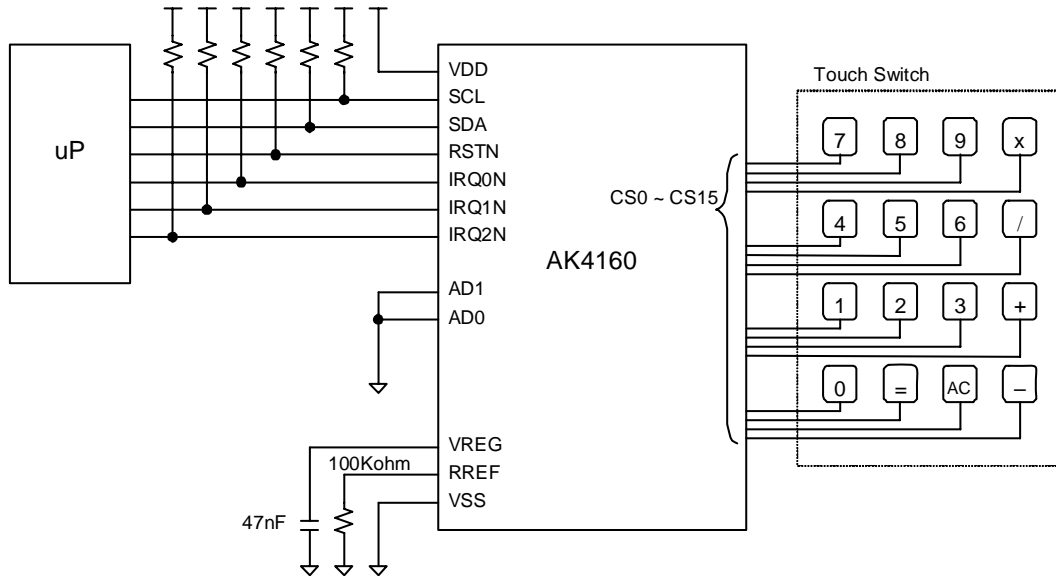 VDD
SCL
SDA
RSTN
IRQ0N
IRQ1N
IRQ2N
uP
AD1
AD0
AK4160
VREG
100Kohm
RREF
VSS
47nF
CS0 ~ CS15
Touch Switch
7 8 9 x
4 5 6 /
1 2 3 +
0 = AC –